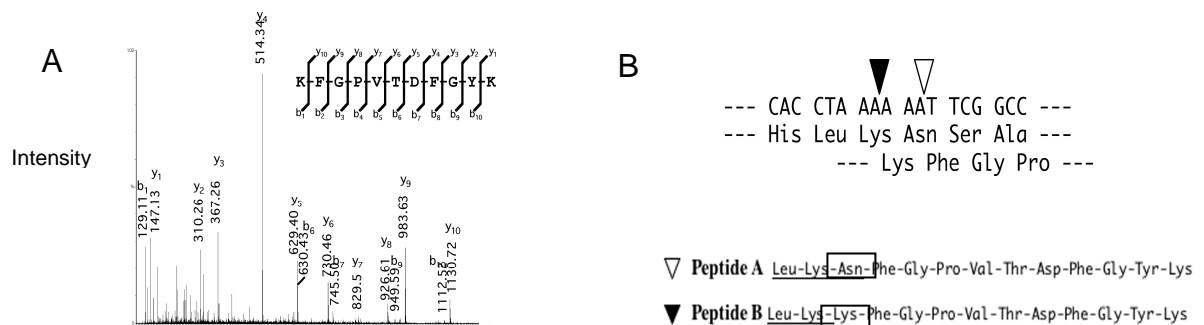 A
Intensity
100
K F G P V T D F G Y K
y10 y9 y8 y7 y6 y5 y4 y3 y2 y1
b1 b2 b3 b4 b5 b6 b7 b8 b9 b10
b1 129.11
y1 147.13
y2 310.26
y3 367.26
y4 514.34
y5 629.40
b6 630.43
y6 730.46
b7 745.50
y7 829.5
y8 926.61
b9 949.59
y9 983.63
1112.53
y10 1130.72
0
B
--- CAC CTA AAA AAT TCG GCC ---
--- His Leu Lys Asn Ser Ala ---
--- Lys Phe Gly Pro ---
Peptide A Leu-Lys-Asn-Phe-Gly-Pro-Val-Thr-Asp-Phe-Gly-Tyr-Lys
Peptide B Leu-Lys-Lys-Phe-Gly-Pro-Val-Thr-Asp-Phe-Gly-Tyr-Lys